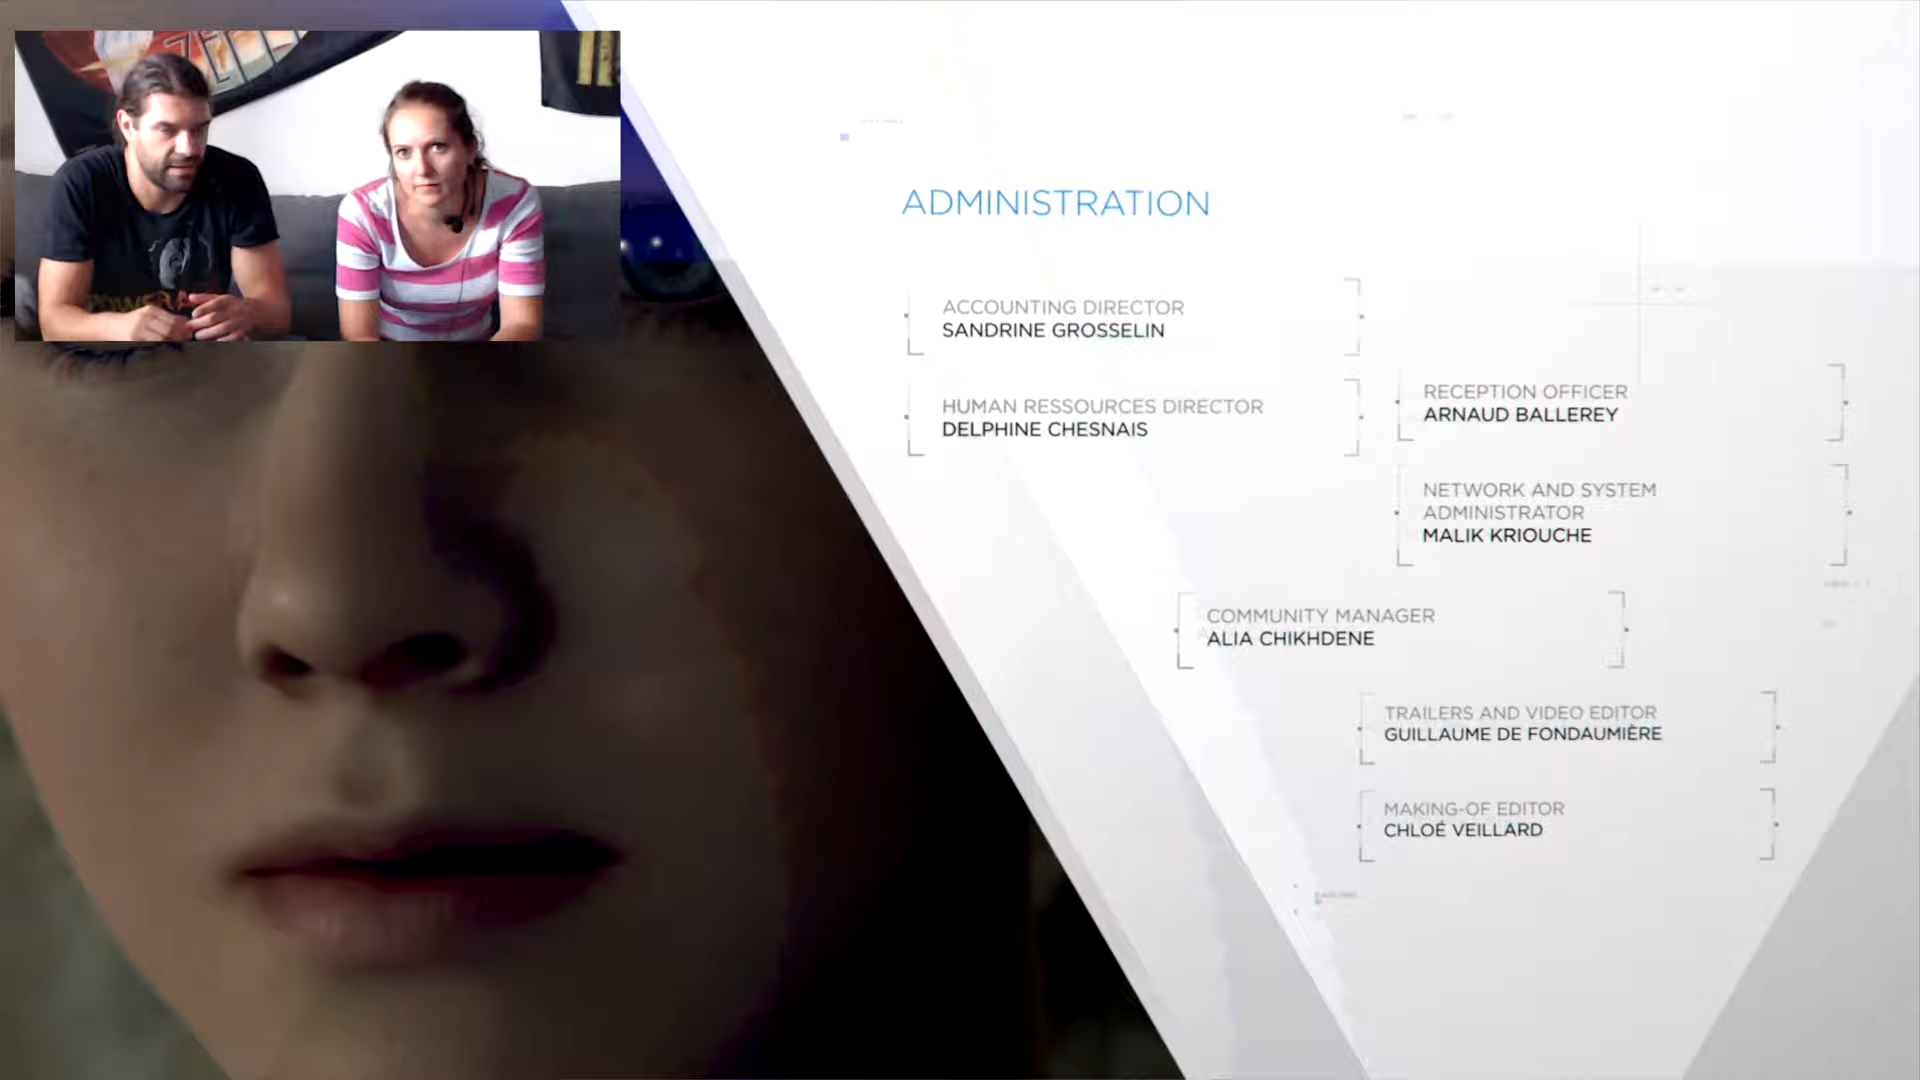 ADMINISTRATION
ACCOUNTING DIRECTOR
SANDRINE GROSSELIN
HUMAN RESSOURCES DIRECTOR
DELPHINE CHESNAIS
RECEPTION OFFICER
ARNAUD BALLEREY
NETWORK AND SYSTEM
ADMINISTRATOR
MALIK KRIOUCHE
COMMUNITY MANAGER
ALIA CHIKHDENE
TRAILERS AND VIDEO EDITOR
GUILLAUME DE FONDAUMIÈRE
MAKING-OF EDITOR
CHLOÉ VEILLARD